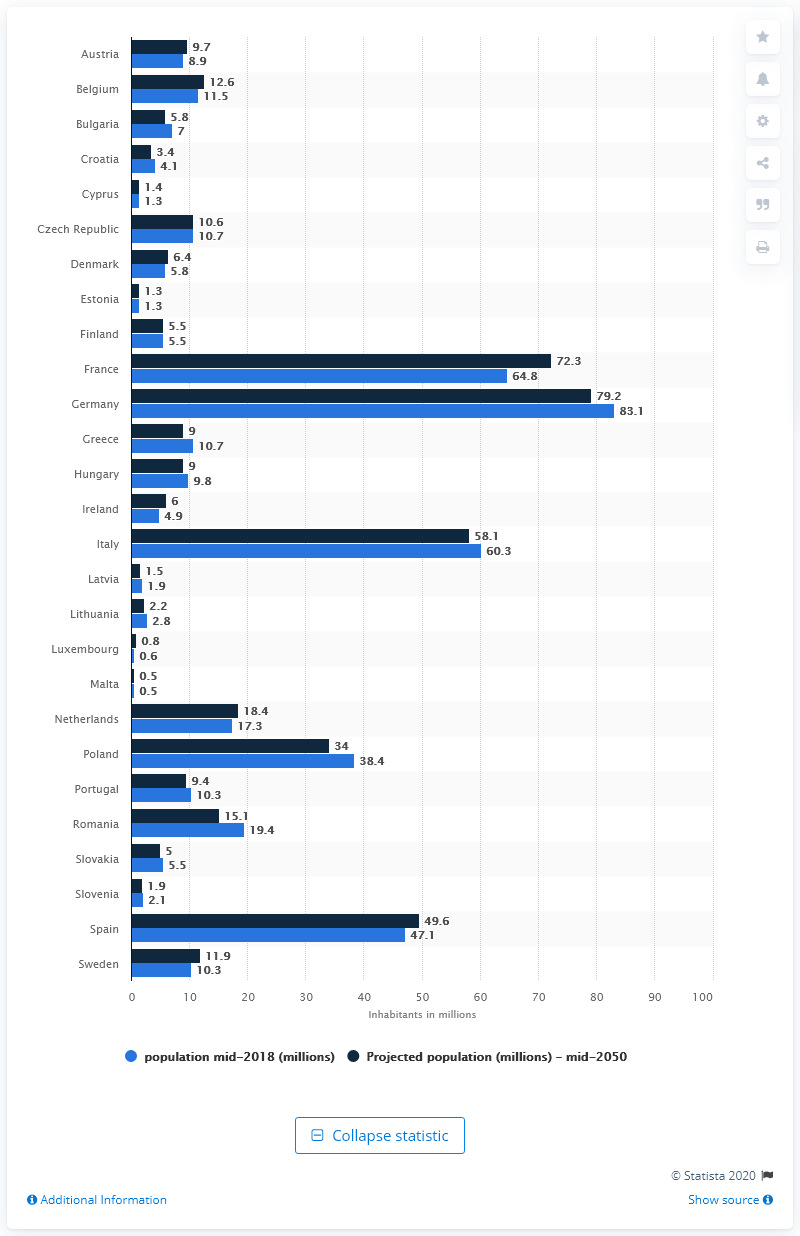 Austria 9.7
8.9
Belgium 12.6
11.5
Bulgaria 5.8
7
Croatia 3.4
4.1
Cyprus 1.4
1.3
Czech Republic 10.6
10.7
Denmark 6.4
5.8
Estonia 1.3
1.3
Finland 5.5
5.5
France 72.3
64.8
Germany 79.2
83.1
Greece 9
10.7
Hungary 9
9.8
Ireland 6
4.9
Italy 58.1
60.3
Latvia 1.5
1.9
Lithuania 2.2
2.8
Luxembourg 0.8
0.6
Malta 0.5
0.5
Netherlands 18.4
17.3
Poland 34
38.4
Portugal 9.4
10.3
Romania 15.1
19.4
Slovakia 5
5.5
Slovenia 1.9
2.1
Spain 49.6
47.1
Sweden 11.9
10.3
0 10 20 30 40 50 60 70 80 90 100
Inhabitants in millions
population mid-2018 (millions) Projected population (millions) - mid-2050
Collapse statistic
© Statista 2020
Additional Information Show source